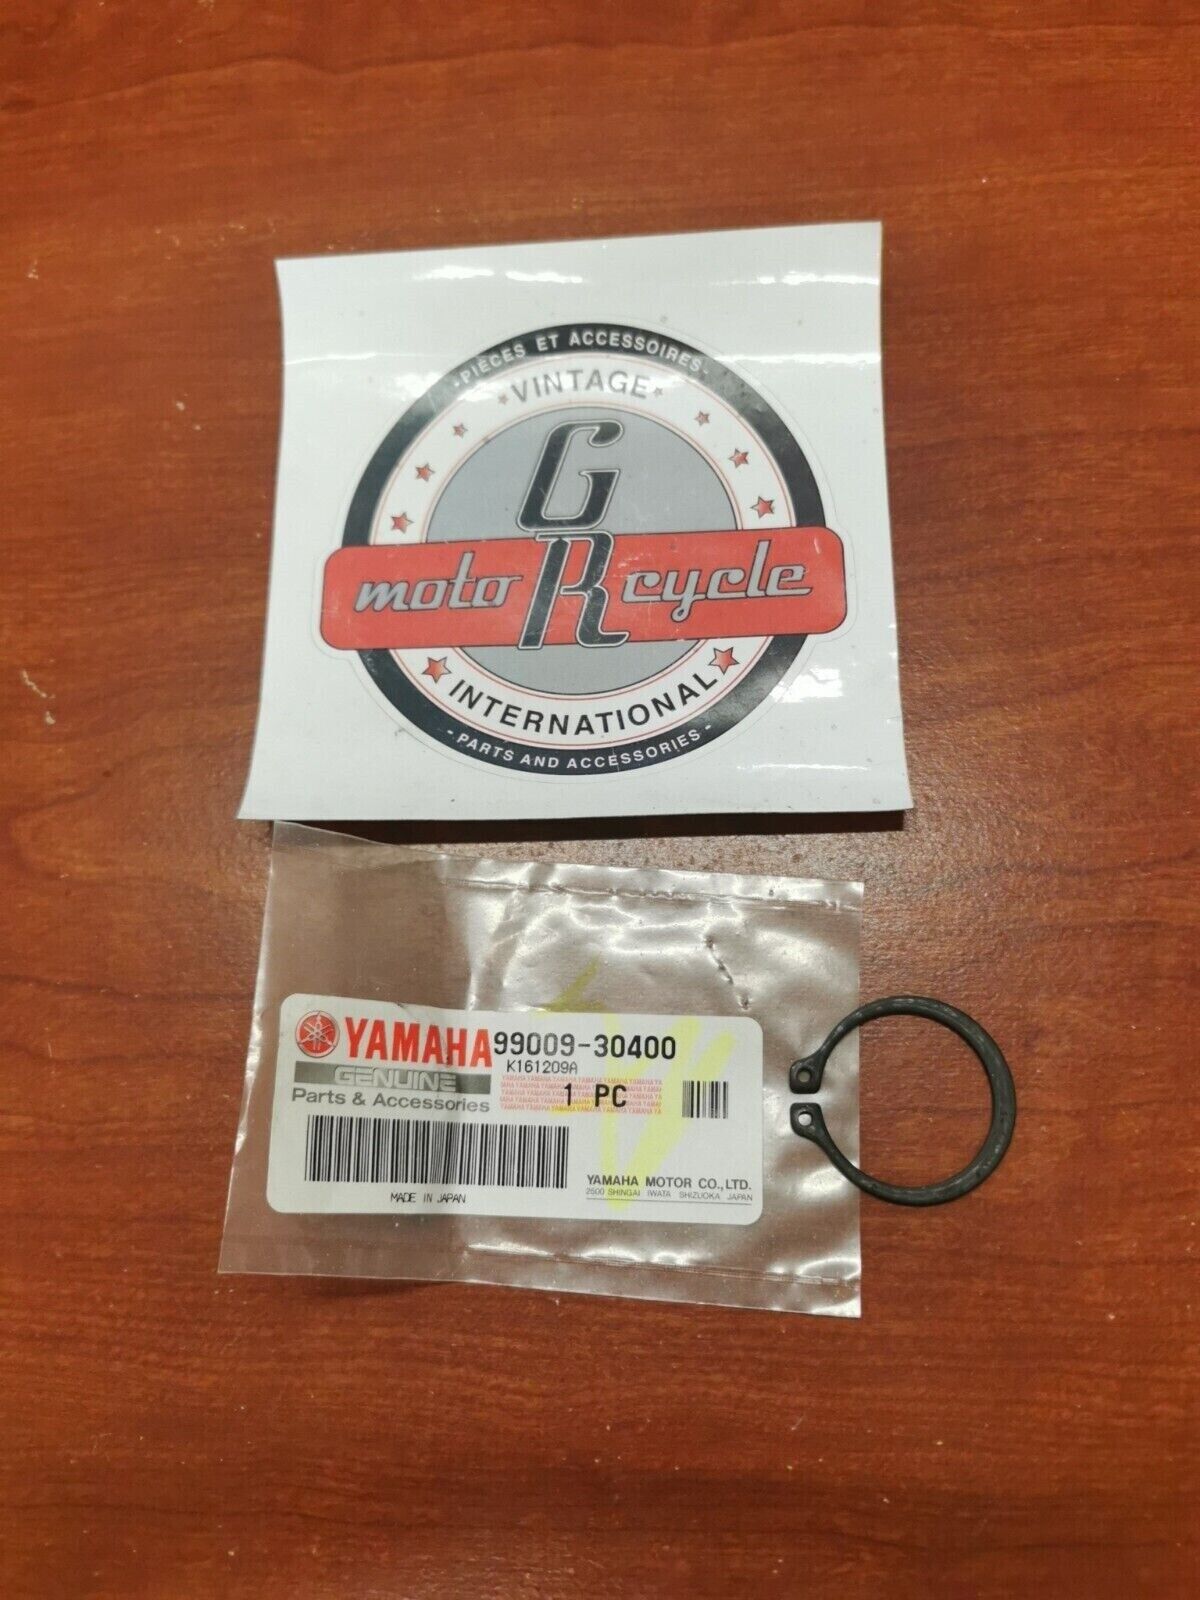 - PIÈCES ET ACCESSOIRES -
VINTAGE
G
moto R cycle
INTERNATIONAL
- PARTS AND ACCESSORIES -
YAMAHA 99009-30400
K161209A
GENUINE
1 PC
Parts & Accessories
YAMAHA MOTOR CO.,LTD.
2500 SHINGAI IWATA SHIZUOKA JAPAN
MADE IN JAPAN